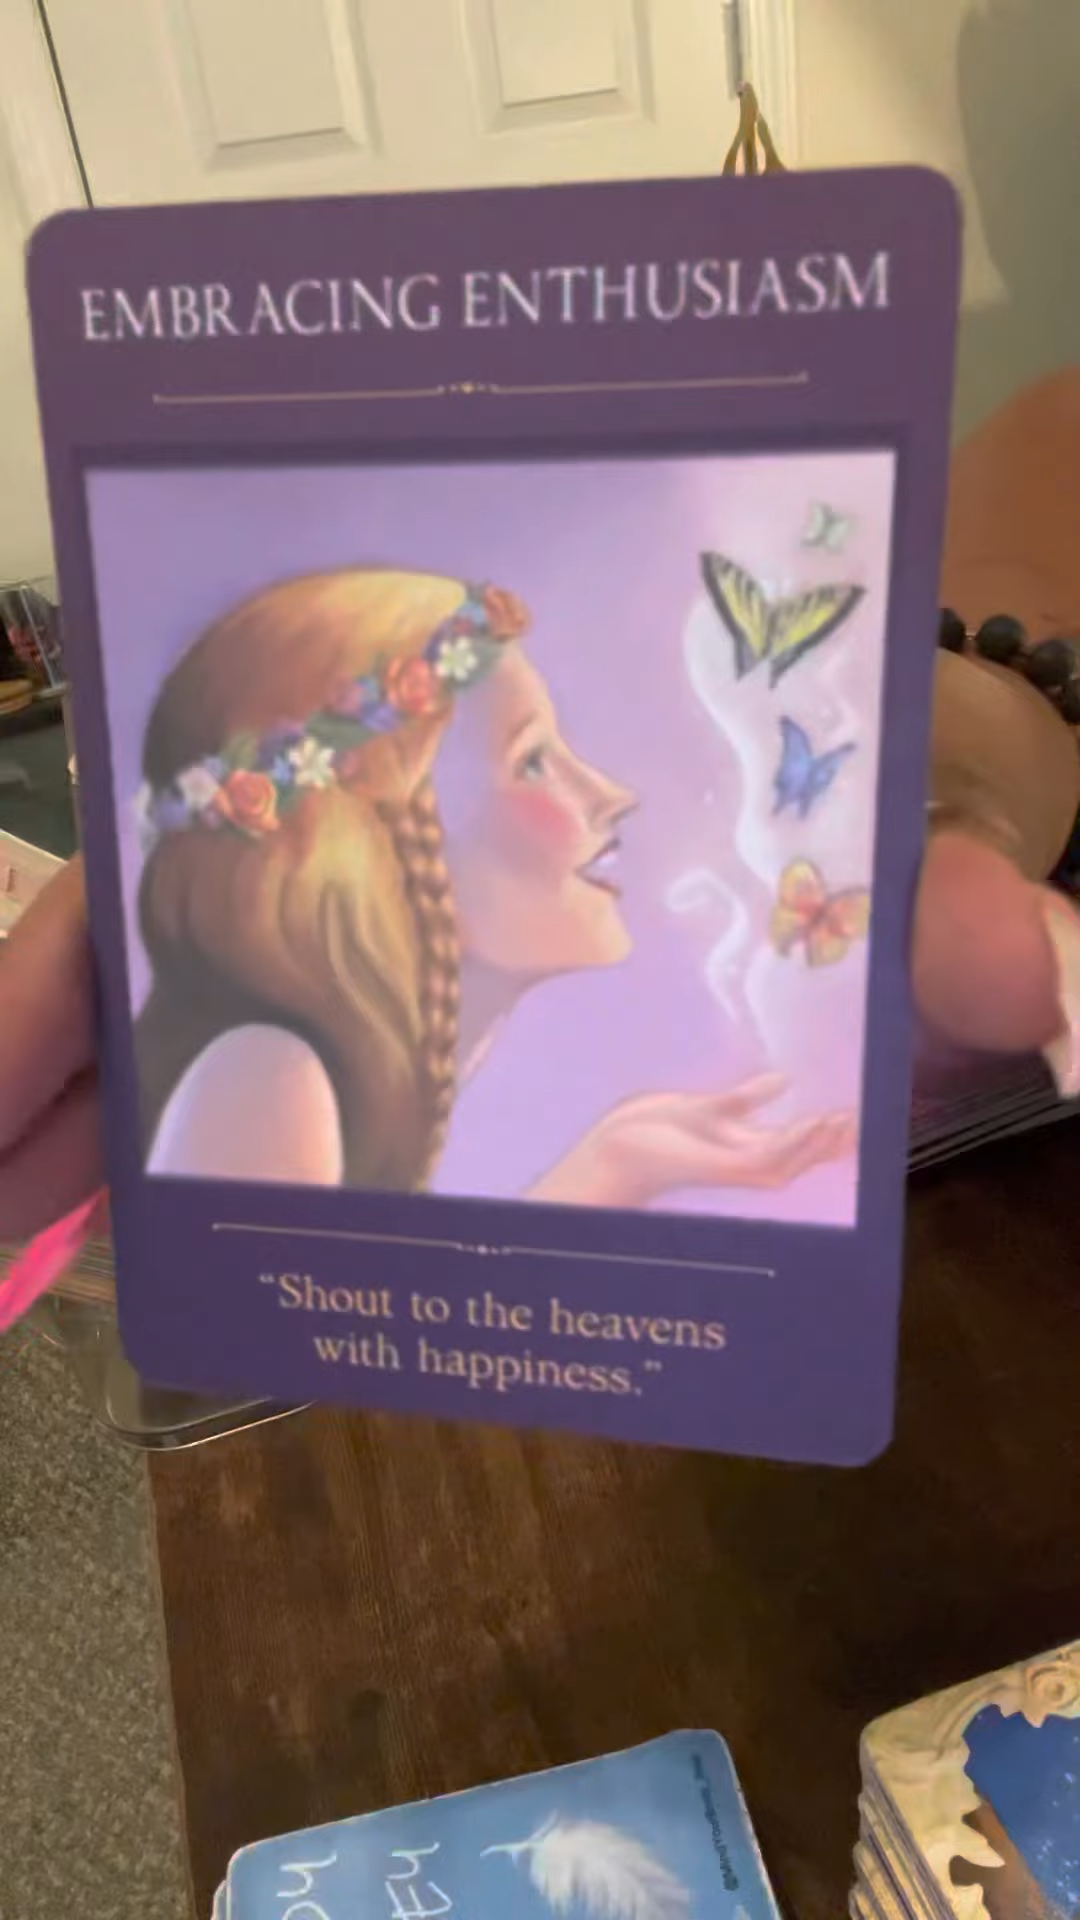 EMBRACING ENTHUSIASM
“Shout to the heavens
with happiness.”